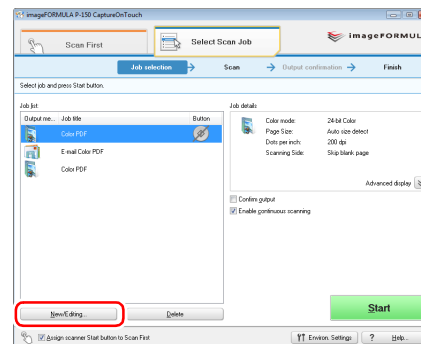 imageFORMULA P-150 CaptureOnTouch
Scan First
Select Scan Job
imageFORMUL
Job selection
Scan
Output confirmation
Finish
Select job and press Start button.
Job list
Job details
Output me... Job title Button
Color PDF
E-mail Color PDF
Color PDF
Color mode: 24-bit Color
Page Size: Auto size detect
Dots per inch: 200 dpi
Scanning Side: Skip blank page
Advanced display
Confirm output
Enable continuous scanning
New/Editing...
Delete
Start
Assign scanner Start button to Scan First
Environ. Settings
? Help...